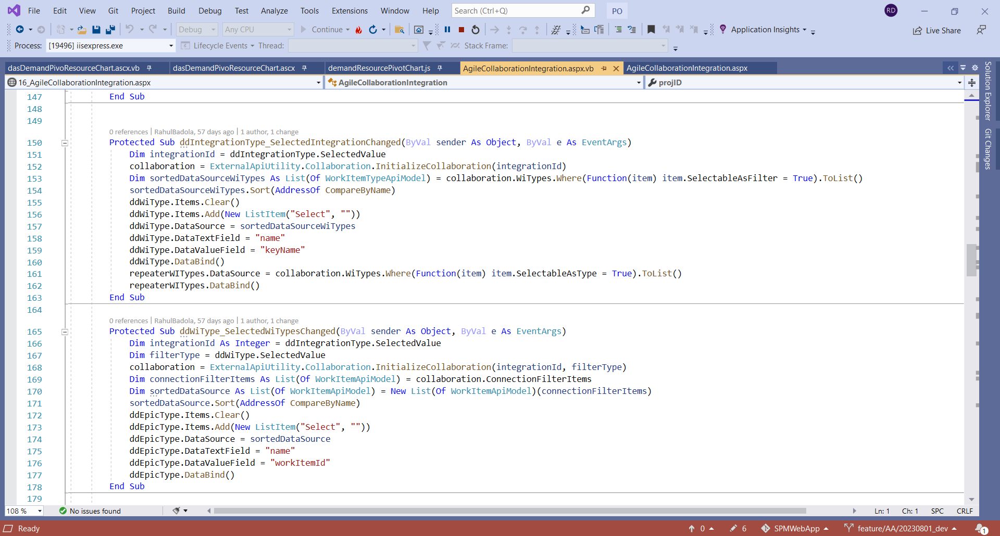 File Edit View Git Project Build Debug Test Analyze Tools Extensions Window Help Search (Ctrl+Q) PO RD
Debug Any CPU Continue Application Insights Live Share
Process: [19496] iisexpress.exe Lifecycle Events Thread: Stack Frame:
dasDemandPivoResourceChart.ascx.vb dasDemandPivoResourceChart.ascx demandResourcePivotChart.js AgileCollaborationIntegration.aspx.vb AgileCollaborationIntegration.aspx
16_AgileCollaborationIntegration.aspx AgileCollaborationIntegration projID
147 End Sub
148
149
0 references | RahulBadola, 57 days ago | 1 author, 1 change
150 Protected Sub ddIntegrationType_SelectedIntegrationChanged(ByVal sender As Object, ByVal e As EventArgs)
151 Dim integrationId = ddIntegrationType.SelectedValue
152 collaboration = ExternalApiUtility.Collaboration.InitializeCollaboration(integrationId)
153 Dim sortedDataSourceWiTypes As List(Of WorkItemTypeApiModel) = collaboration.WiTypes.Where(Function(item) item.SelectableAsFilter = True).ToList()
154 sortedDataSourceWiTypes.Sort(AddressOf CompareByName)
155 ddWiType.Items.Clear()
156 ddWiType.Items.Add(New ListItem("Select", ""))
157 ddWiType.DataSource = sortedDataSourceWiTypes
158 ddWiType.DataTextField = "name"
159 ddWiType.DataValueField = "keyName"
160 ddWiType.DataBind()
161 repeaterWITypes.DataSource = collaboration.WiTypes.Where(Function(item) item.SelectableAsType = True).ToList()
162 repeaterWITypes.DataBind()
163 End Sub
164
0 references | RahulBadola, 57 days ago | 1 author, 1 change
165 Protected Sub ddWiType_SelectedWiTypesChanged(ByVal sender As Object, ByVal e As EventArgs)
166 Dim integrationId As Integer = ddIntegrationType.SelectedValue
167 Dim filterType = ddWiType.SelectedValue
168 collaboration = ExternalApiUtility.Collaboration.InitializeCollaboration(integrationId, filterType)
169 Dim connectionFilterItems As List(Of WorkItemApiModel) = collaboration.ConnectionFilterItems
170 Dim sortedDataSource As List(Of WorkItemApiModel) = New List(Of WorkItemApiModel)(connectionFilterItems)
171 sortedDataSource.Sort(AddressOf CompareByName)
172 ddEpicType.Items.Clear()
173 ddEpicType.Items.Add(New ListItem("Select", ""))
174 ddEpicType.DataSource = sortedDataSource
175 ddEpicType.DataTextField = "name"
176 ddEpicType.DataValueField = "workItemId"
177 ddEpicType.DataBind()
178 End Sub
179
Solution Explorer
Git Changes
108 % No issues found Ln: 1 Ch: 1 SPC CRLF
Ready 0 6 SPMWebApp feature/AA/20230801_dev 1